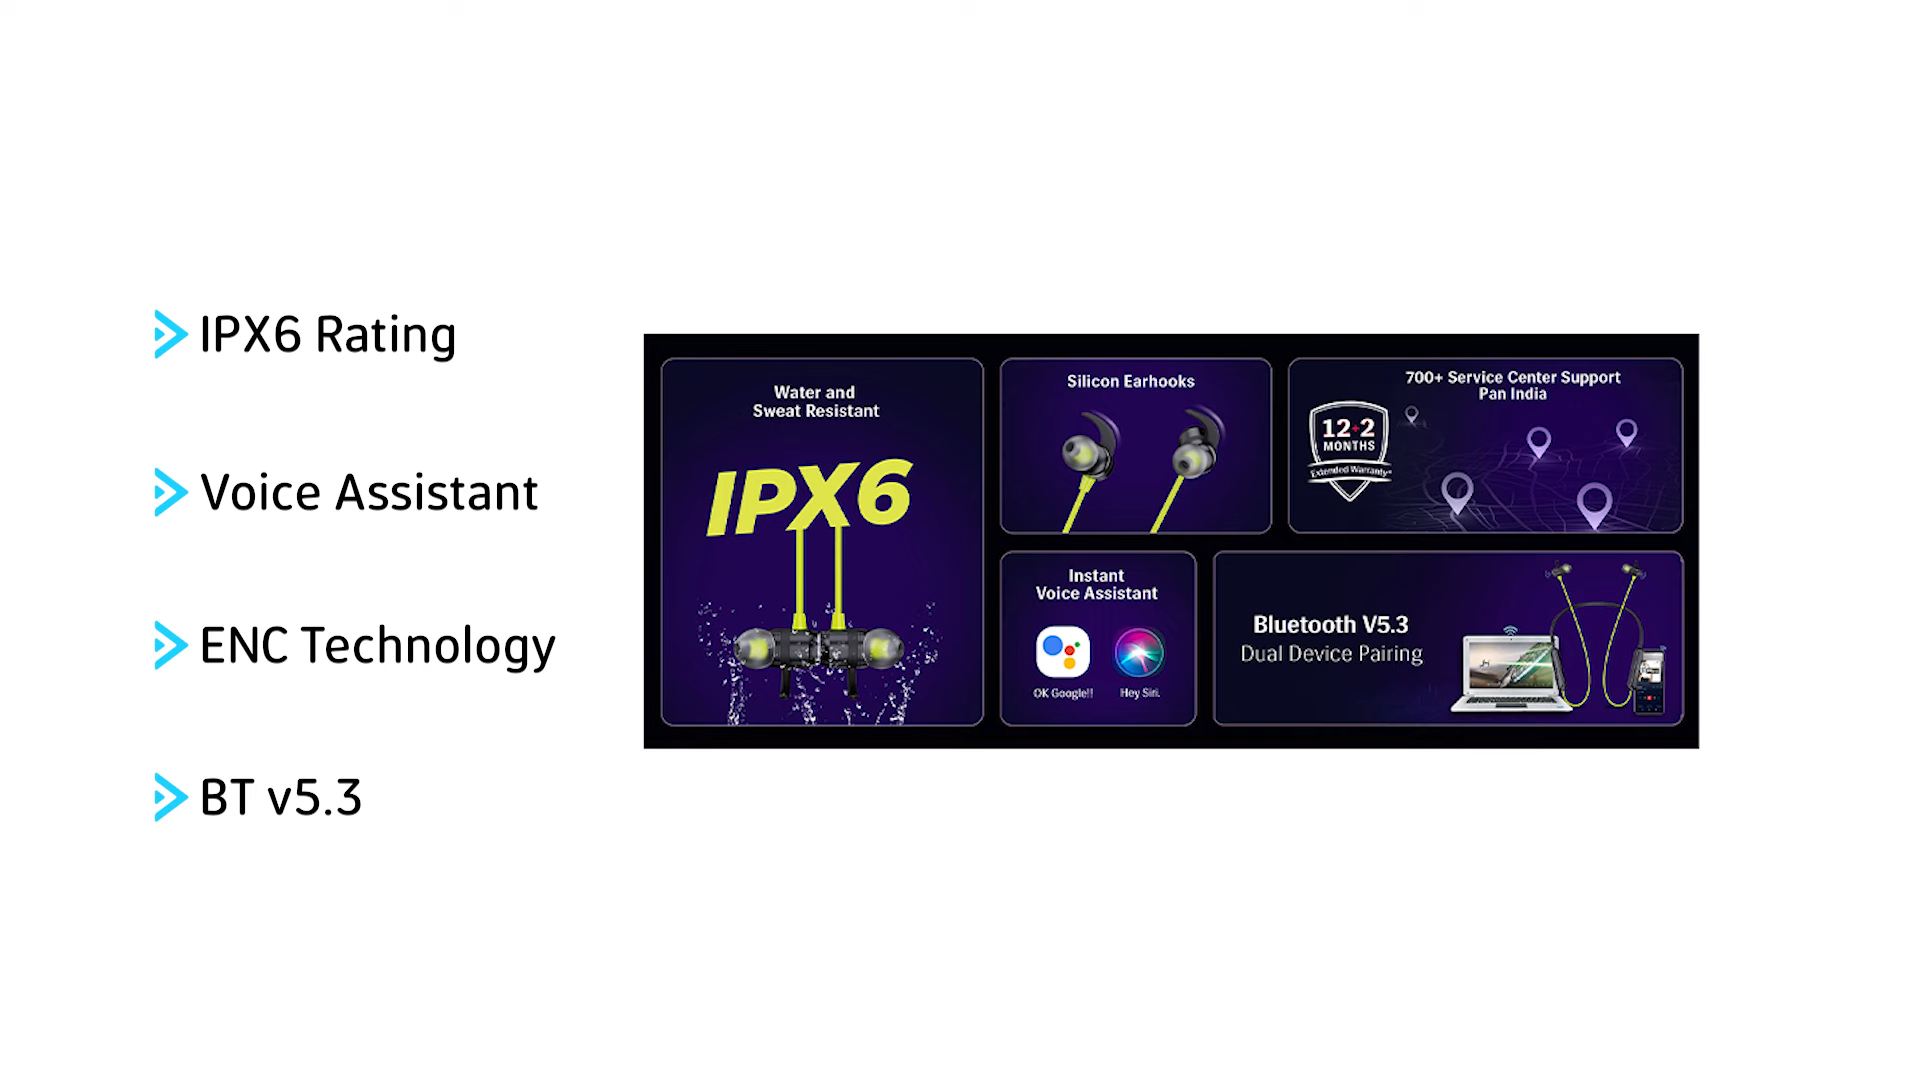 IPX6 Rating
Voice Assistant
ENC Technology
BT v5.3
Water and
Sweat Resistant
IPX6
Silicon Earhooks
700+ Service Center Support
Pan India
12+2
MONTHS
Extended Warranty*
Instant
Voice Assistant
OK Google!!
Hey Siri.
Bluetooth V5.3
Dual Device Pairing